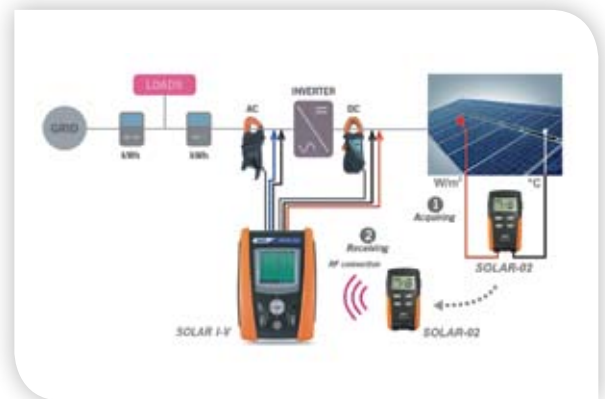 LOADS
INVERTER
AC
DC
GRID
kWh
kWh
W/m²
°C
1
Acquiring
2
Receiving
RF connection
SOLAR-02
SOLAR I-V
SOLAR-02